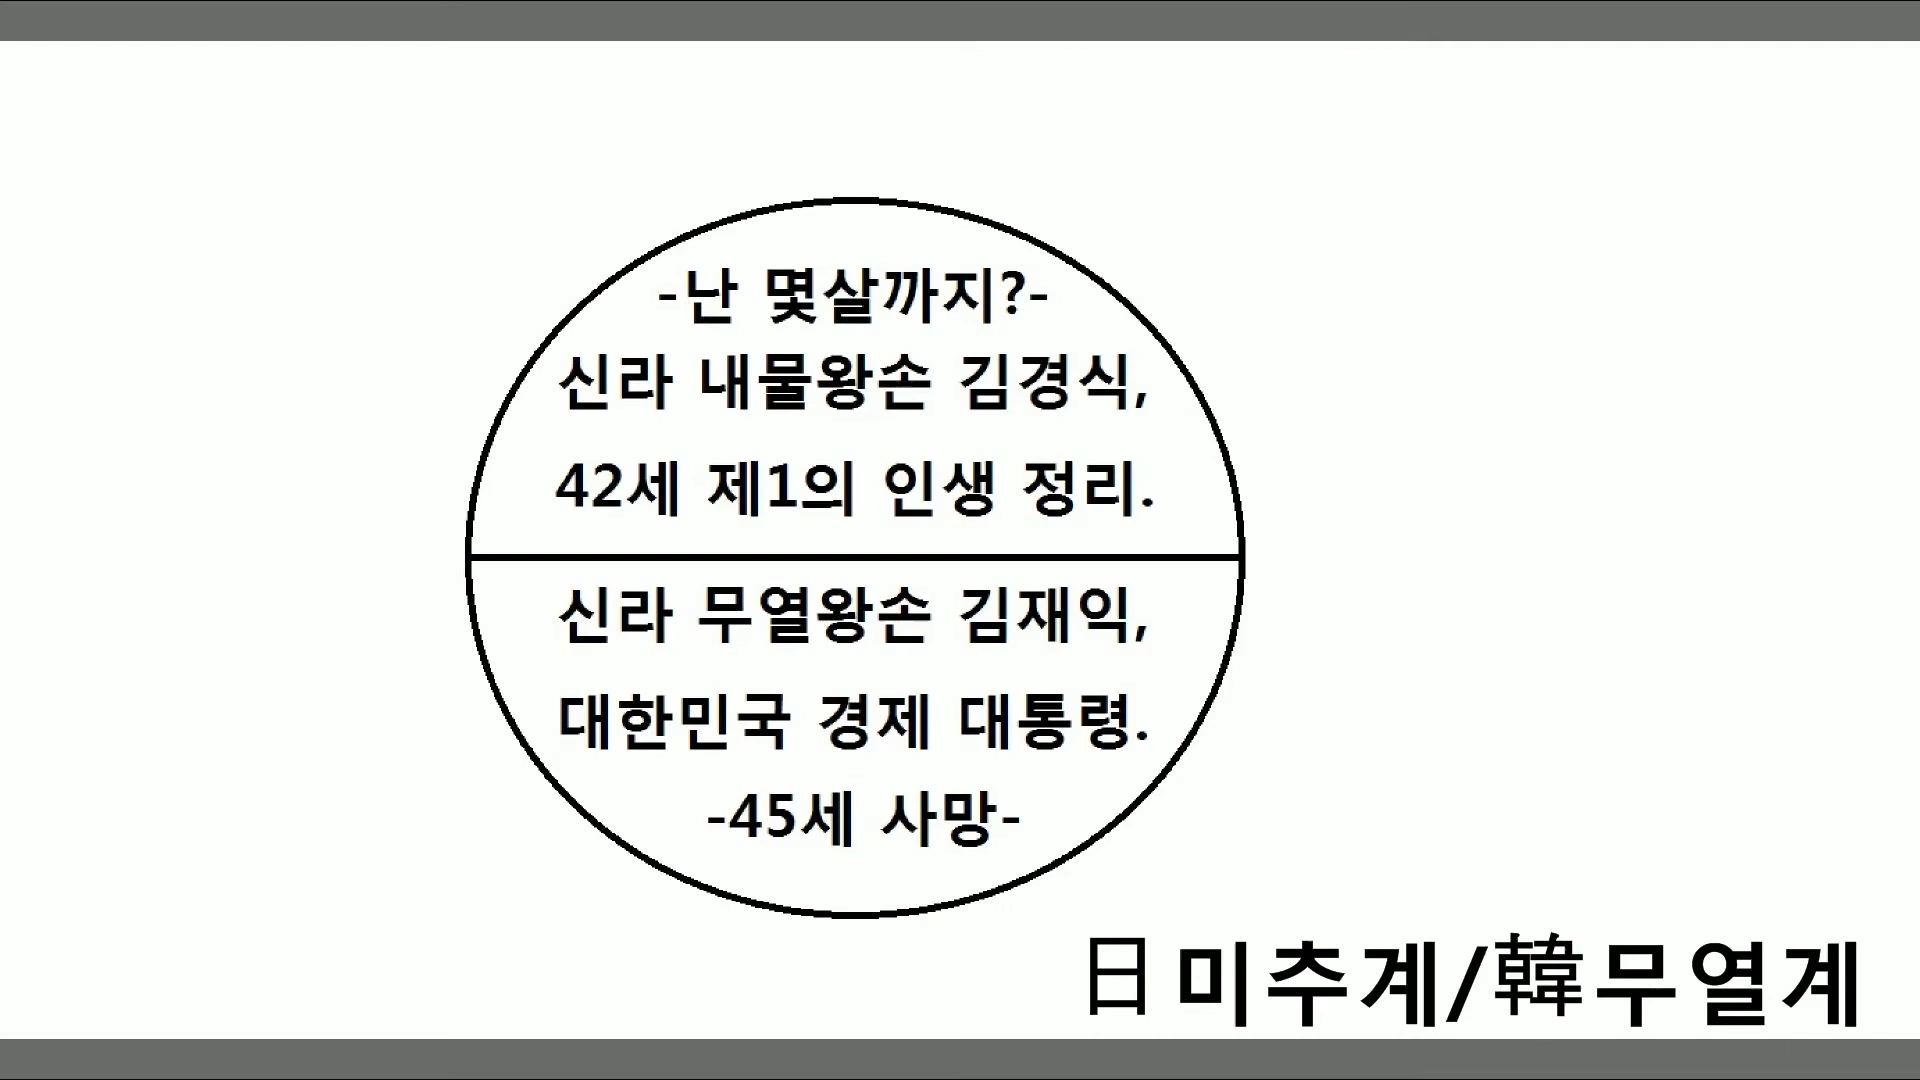 -난 몇살까지?-
신라 내물왕손 김경식,
42세 제1의 인생 정리.
신라 무열왕손 김재익,
대한민국 경제 대통령.
-45세 사망-
日미추계/韓무열계